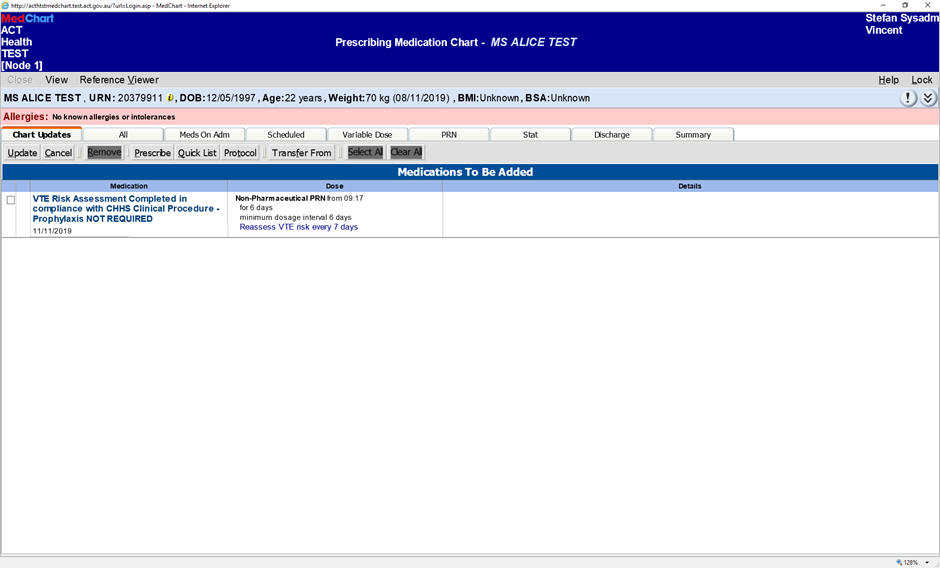 http://acthtstmedchart.test.act.gov.au/?url=Login.asp - MedChart - Internet Explorer
MedChart
ACT
Health
TEST
[Node 1]
Prescribing Medication Chart - MS ALICE TEST
Stefan Sysadm
Vincent
Close View Reference Viewer Help Lock
MS ALICE TEST , URN: 20379911 , DOB:12/05/1997 , Age:22 years , Weight:70 kg (08/11/2019) , BMI:Unknown , BSA:Unknown
Allergies: No known allergies or intolerances
Chart Updates All Meds On Adm Scheduled Variable Dose PRN Stat Discharge Summary
Update Cancel Remove Prescribe Quick List Protocol Transfer From Select All Clear All
Medications To Be Added
Medication Dose Details
VTE Risk Assessment Completed in
compliance with CHHS Clinical Procedure -
Prophylaxis NOT REQUIRED
11/11/2019
Non-Pharmaceutical PRN from 09:17
for 6 days
minimum dosage interval 6 days
Reassess VTE risk every 7 days
128%